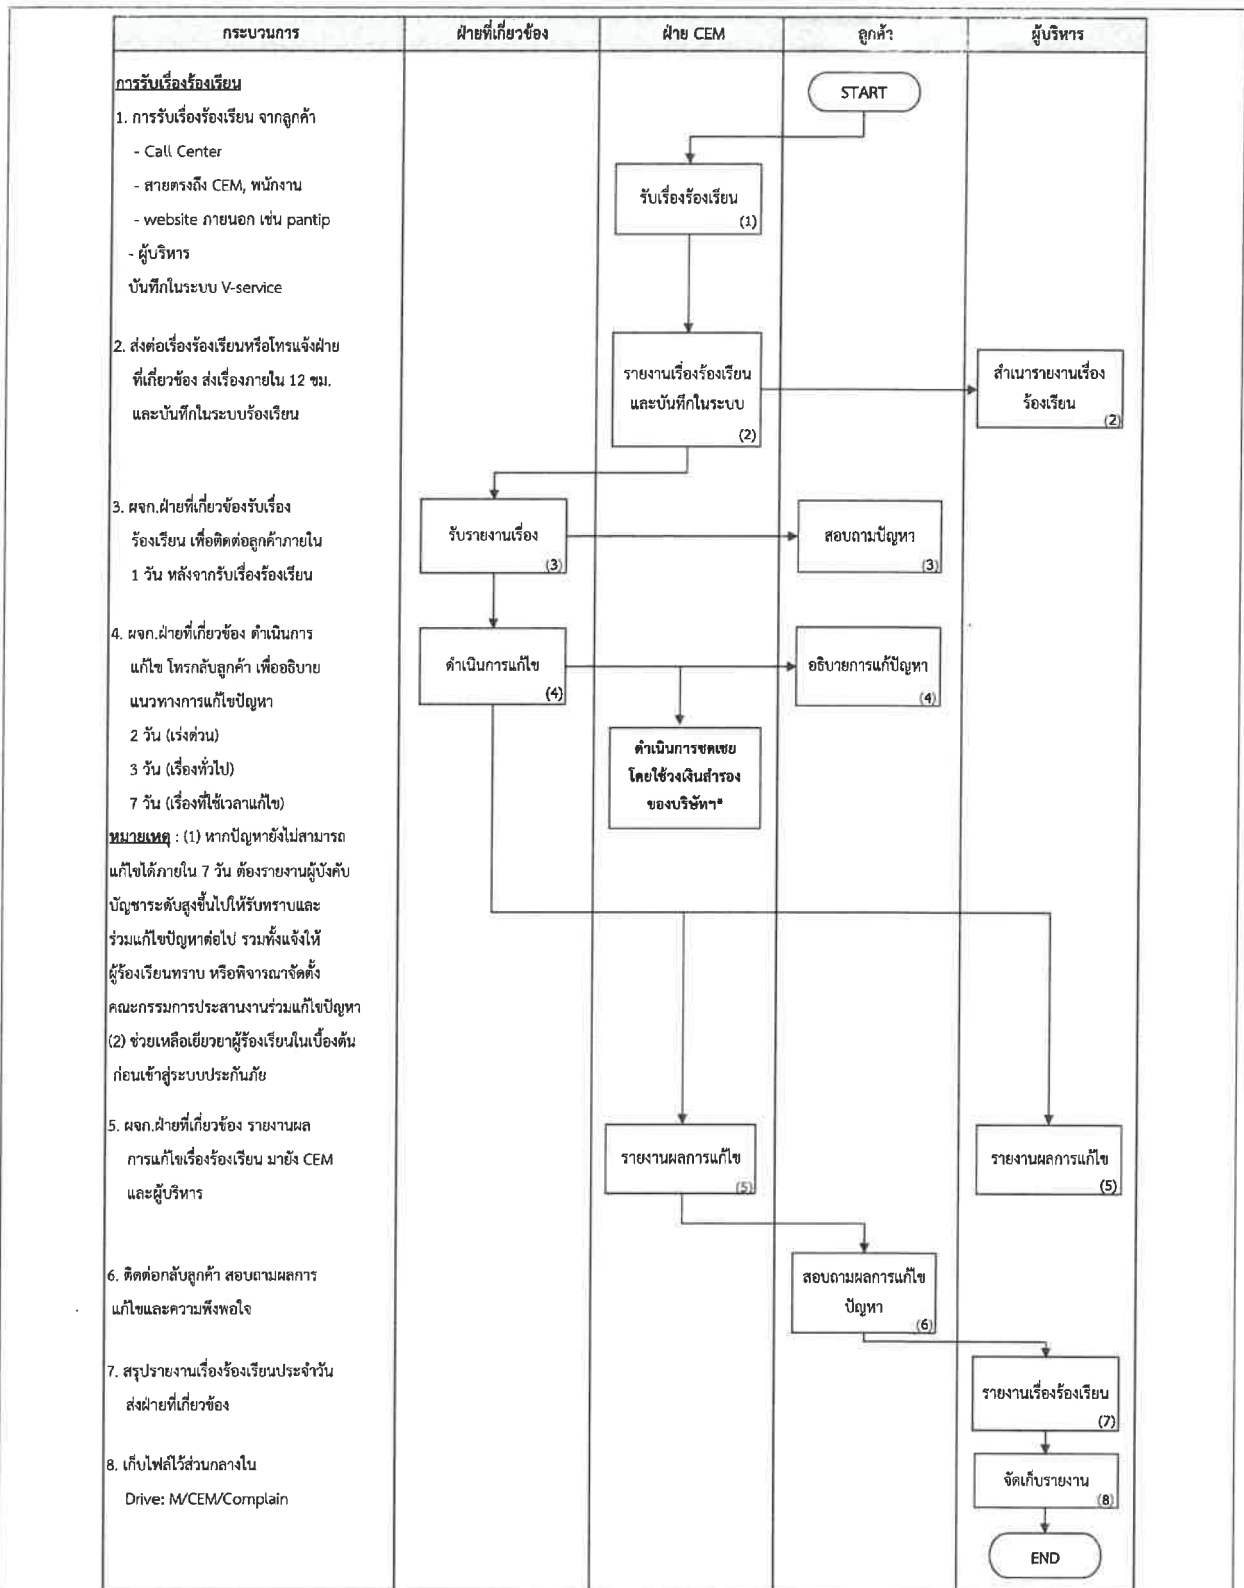 กระบวนการ
ฝ่ายที่เกี่ยวข้อง
ฝ่าย CEM
ลูกค้า
ผู้บริหาร
การรับเรื่องร้องเรียน
1. การรับเรื่องร้องเรียน จากลูกค้า
- Call Center
- สายตรงถึง CEM, พนักงาน
- website ภายนอก เช่น pantip
- ผู้บริหาร
บันทึกในระบบ V-service
START
รับเรื่องร้องเรียน
(1)
2. ส่งต่อเรื่องร้องเรียนหรือโทรแจ้งฝ่าย
ที่เกี่ยวข้อง ส่งเรื่องภายใน 12 ชม.
และบันทึกในระบบร้องเรียน
รายงานเรื่องร้องเรียน
และบันทึกในระบบ
(2)
สำเนารายงานเรื่อง
ร้องเรียน
(2)
3. ผจก.ฝ่ายที่เกี่ยวข้องรับเรื่อง
ร้องเรียน เพื่อติดต่อลูกค้าภายใน
1 วัน หลังจากรับเรื่องร้องเรียน
รับรายงานเรื่อง
(3)
สอบถามปัญหา
(3)
4. ผจก.ฝ่ายที่เกี่ยวข้อง ดำเนินการ
แก้ไข โทรกลับลูกค้า เพื่ออธิบาย
แนวทางการแก้ไขปัญหา
2 วัน (เร่งด่วน)
3 วัน (เรื่องทั่วไป)
7 วัน (เรื่องที่ใช้เวลาแก้ไข)
ดำเนินการแก้ไข
(4)
อธิบายการแก้ปัญหา
(4)
ดำเนินการชดเชย
โดยใช้วงเงินสำรอง
ของบริษัทฯ*
หมายเหตุ : (1) หากปัญหายังไม่สามารถ
แก้ไขได้ภายใน 7 วัน ต้องรายงานผู้บังคับ
บัญชาระดับสูงขึ้นไปให้รับทราบและ
ร่วมแก้ไขปัญหาต่อไป รวมทั้งแจ้งให้
ผู้ร้องเรียนทราบ หรือพิจารณาจัดตั้ง
คณะกรรมการประสานงานร่วมแก้ไขปัญหา
(2) ช่วยเหลือเยียวยาผู้ร้องเรียนในเบื้องต้น
ก่อนเข้าสู่ระบบประกันภัย
5. ผจก.ฝ่ายที่เกี่ยวข้อง รายงานผล
การแก้ไขเรื่องร้องเรียน มายัง CEM
และผู้บริหาร
รายงานผลการแก้ไข
(5)
รายงานผลการแก้ไข
(5)
6. ติดต่อกลับลูกค้า สอบถามผลการ
แก้ไขและความพึงพอใจ
สอบถามผลการแก้ไข
ปัญหา
(6)
7. สรุปรายงานเรื่องร้องเรียนประจำวัน
ส่งฝ่ายที่เกี่ยวข้อง
รายงานเรื่องร้องเรียน
(7)
8. เก็บไฟล์ไว้ส่วนกลางใน
Drive: M/CEM/Complain
จัดเก็บรายงาน
(8)
END